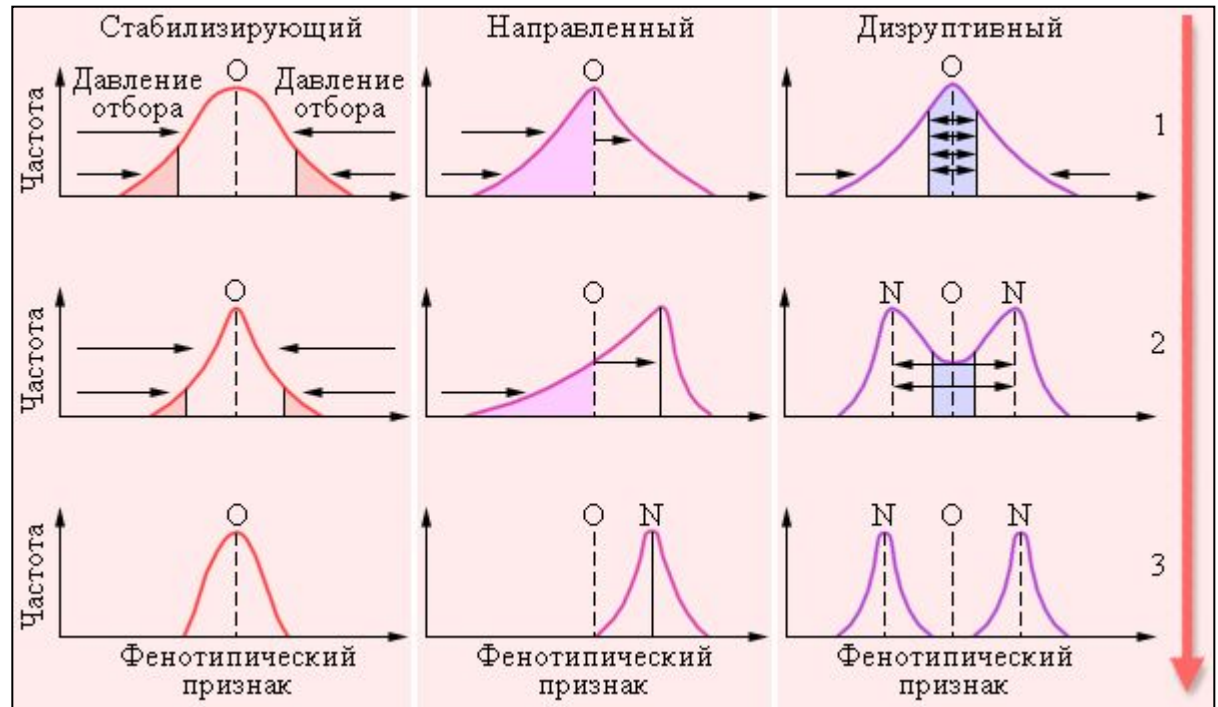 Стабилизирующий
Направленный
Дизруптивный
Давление
отбора
O
Давление
отбора
O
O
Частота
1
O
O
N O N
Частота
2
O
O N
N O N
Частота
3
Фенотипический
признак
Фенотипический
признак
Фенотипический
признак